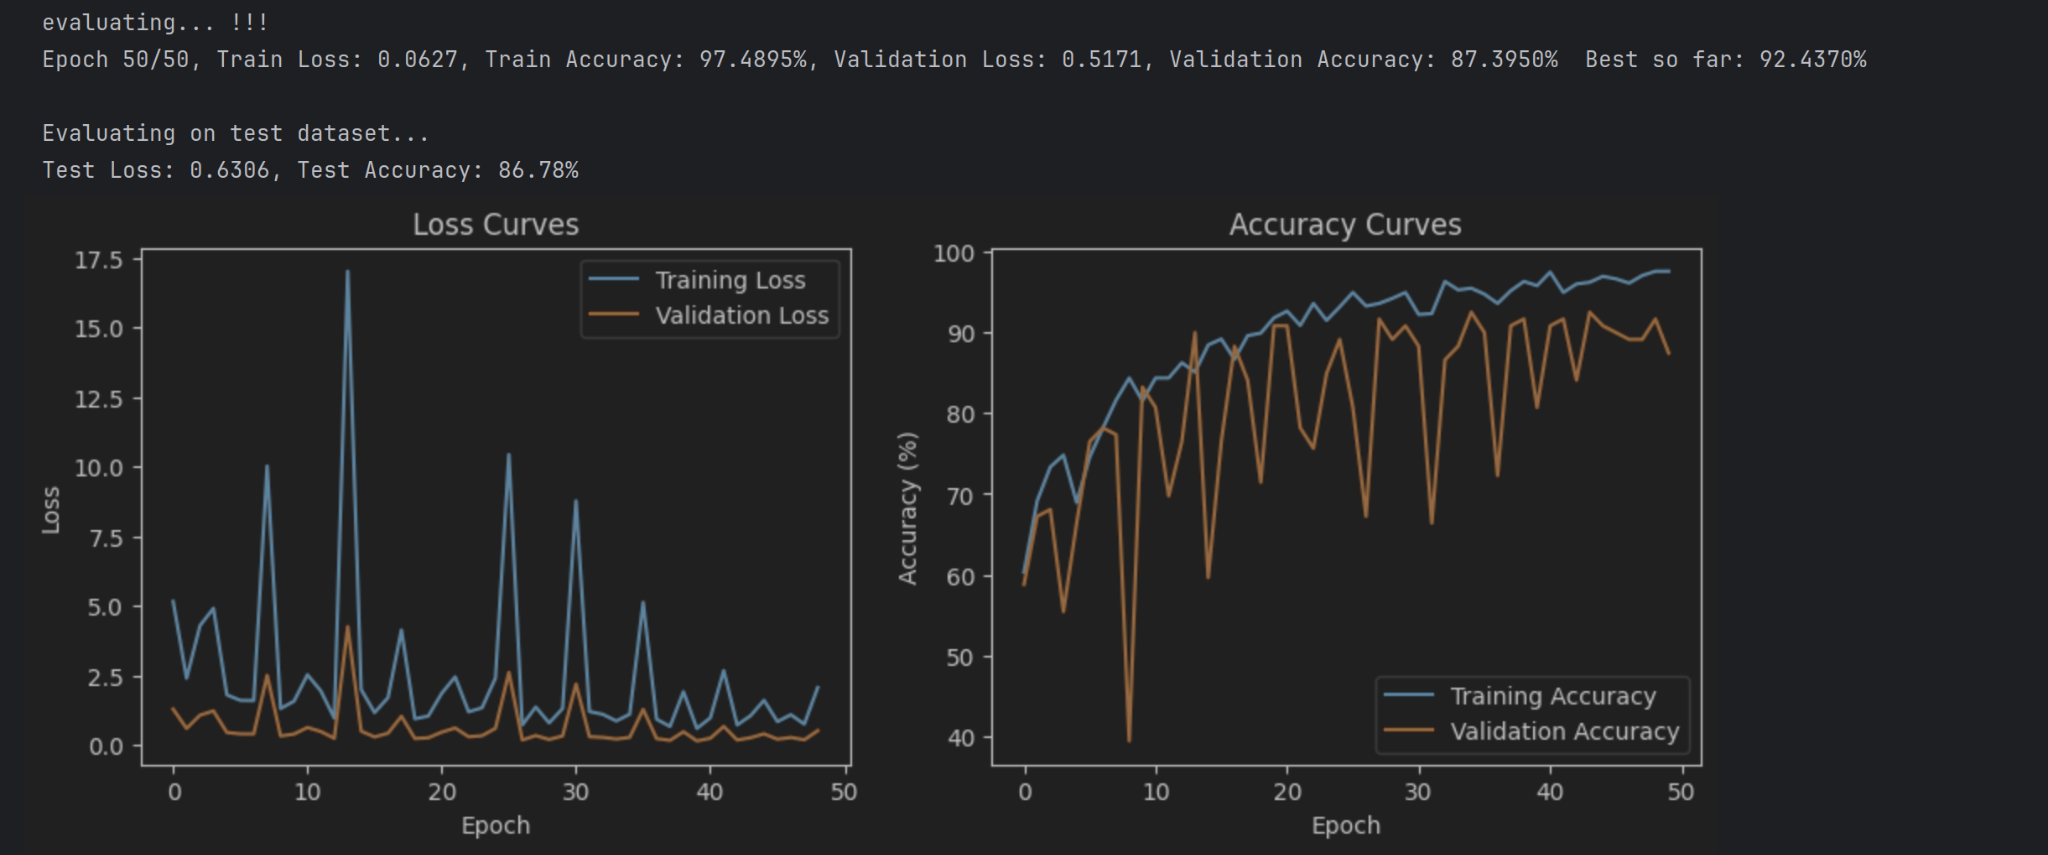 evaluating... !!!
Epoch 50/50, Train Loss: 0.0627, Train Accuracy: 97.4895%, Validation Loss: 0.5171, Validation Accuracy: 87.3950%  Best so far: 92.4370%
Evaluating on test dataset...
Test Loss: 0.6306, Test Accuracy: 86.78%
Loss Curves
17.5
15.0
12.5
10.0
7.5
5.0
2.5
0.0
Loss
Training Loss
Validation Loss
0 10 20 30 40 50
Epoch
Accuracy Curves
100
90
80
70
60
50
40
Accuracy (%)
Training Accuracy
Validation Accuracy
0 10 20 30 40 50
Epoch